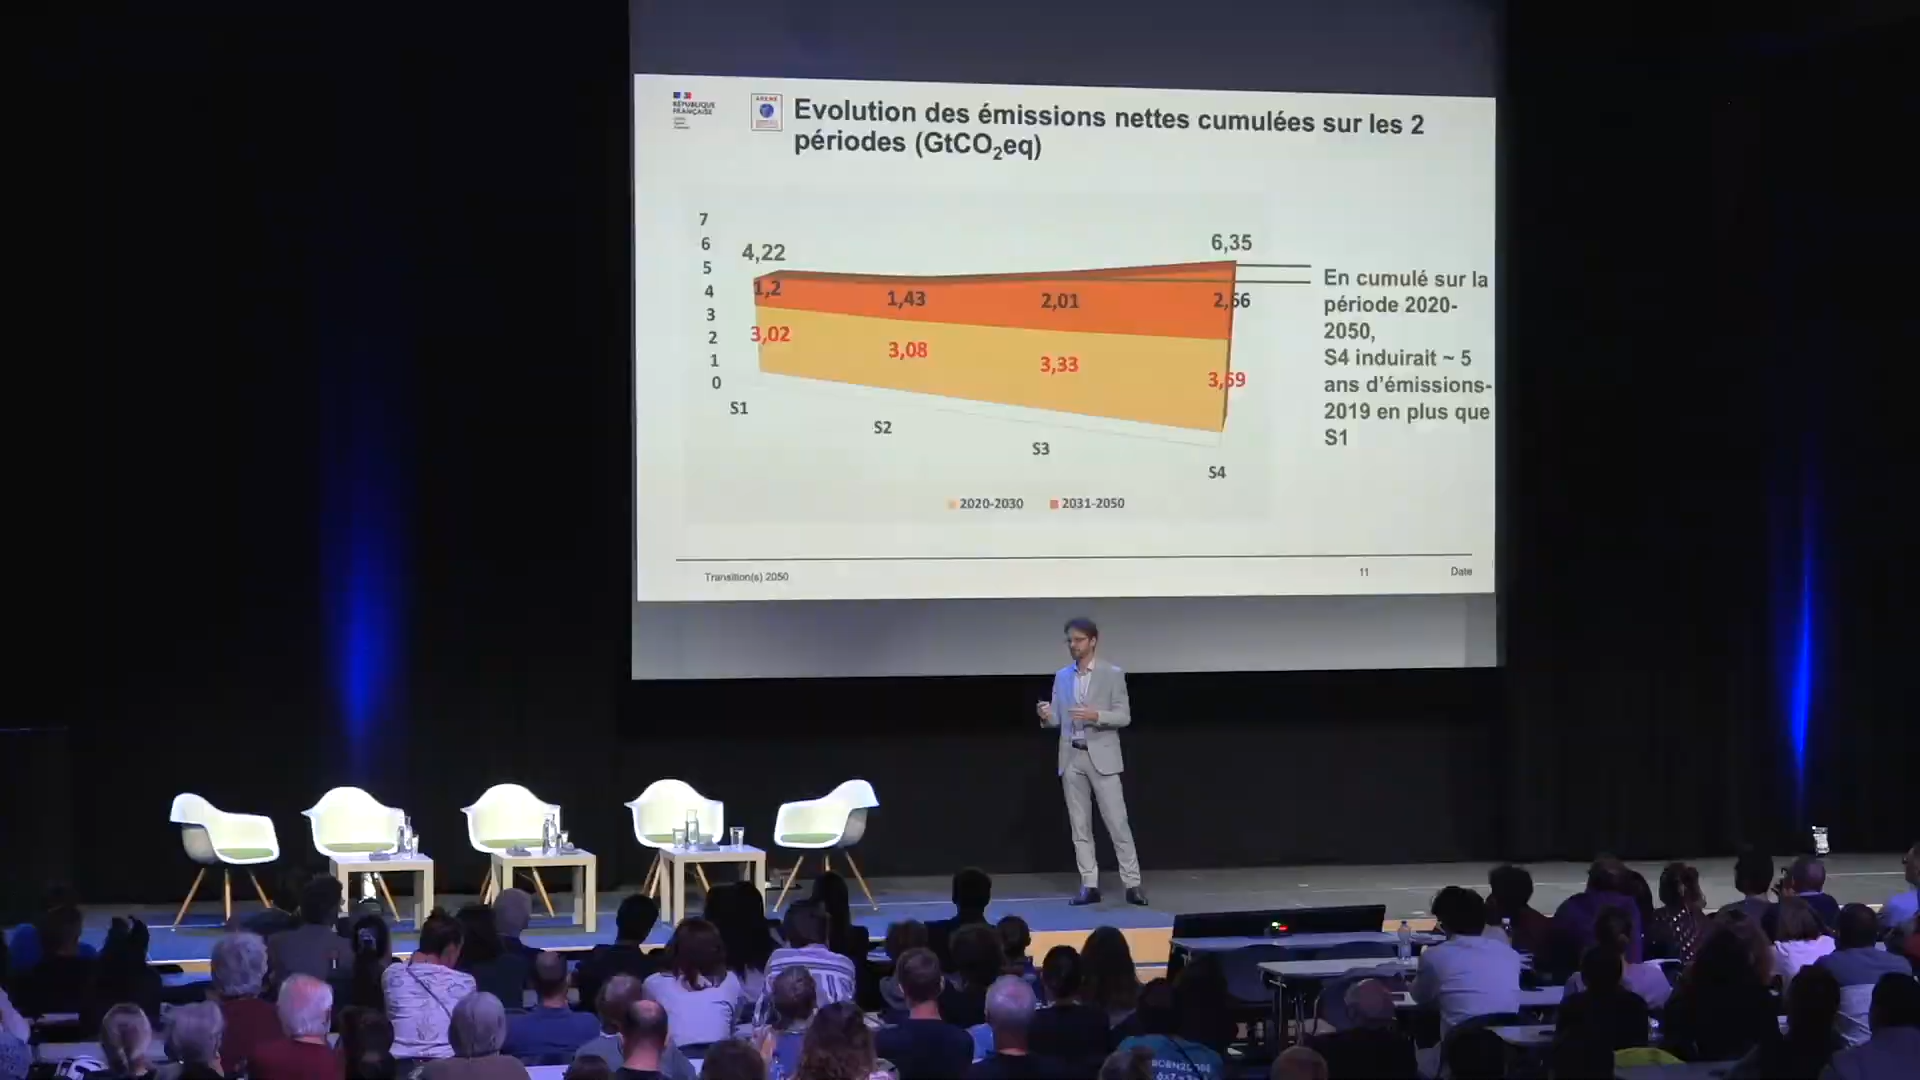 RÉPUBLIQUE
FRANÇAISE
Evolution des émissions nettes cumulées sur les 2
périodes (GtCO₂eq)
7
6
5
4
3
2
1
0
4,22
6,35
1,2
1,43
2,01
2,66
3,02
3,08
3,33
3,69
S1
S2
S3
S4
2020-2030
2031-2050
En cumulé sur la
période 2020-
2050,
S4 induirait ~ 5
ans d’émissions-
2019 en plus que
S1
Transition(s) 2050
11
Date